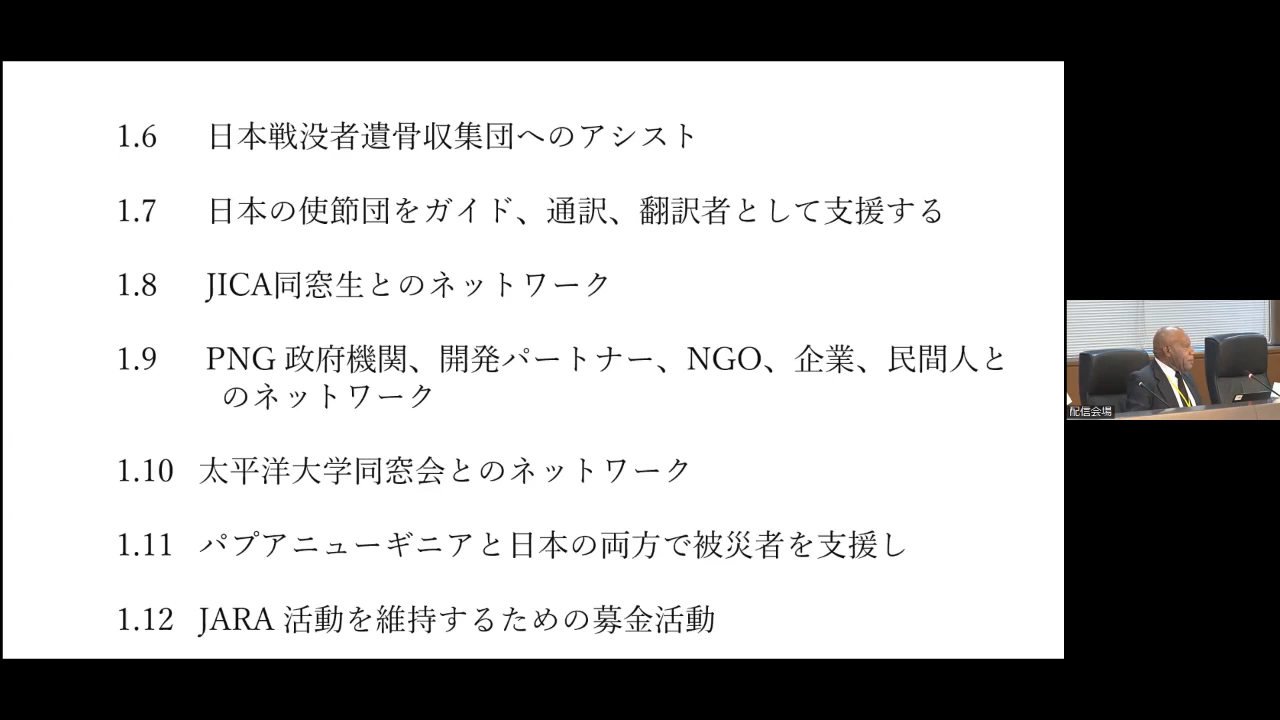 1.6 日本戦没者遺骨収集団へのアシスト
1.7 日本の使節団をガイド、通訳、翻訳者として支援する
1.8 JICA同窓生とのネットワーク
1.9 PNG 政府機関、開発パートナー、NGO、企業、民間人と
のネットワーク
1.10 太平洋大学同窓会とのネットワーク
1.11 パプアニューギニアと日本の両方で被災者を支援し
1.12 JARA 活動を維持するための募金活動
配信会場